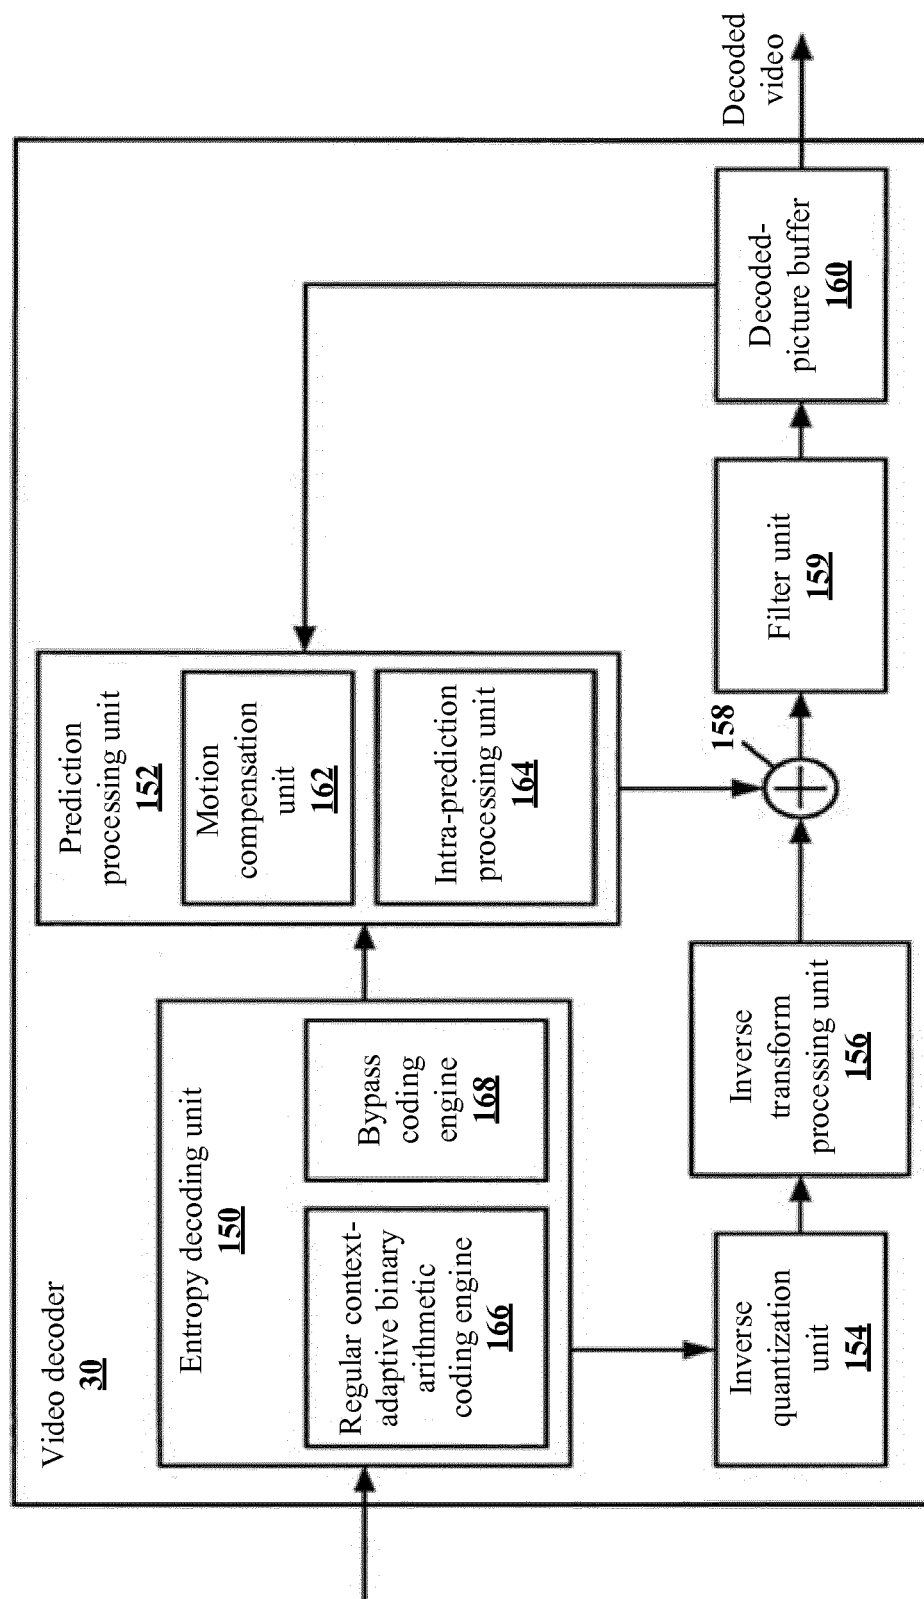 Video decoder
30
Entropy decoding unit
150
Regular context-
adaptive binary
arithmetic
coding engine
166
Bypass
coding
engine
168
Prediction
processing unit
152
Motion
compensation
unit
162
Intra-prediction
processing unit
164
Inverse
quantization
unit
154
Inverse
transform
processing unit
156
158
Filter unit
159
Decoded-
picture buffer
160
Decoded
video